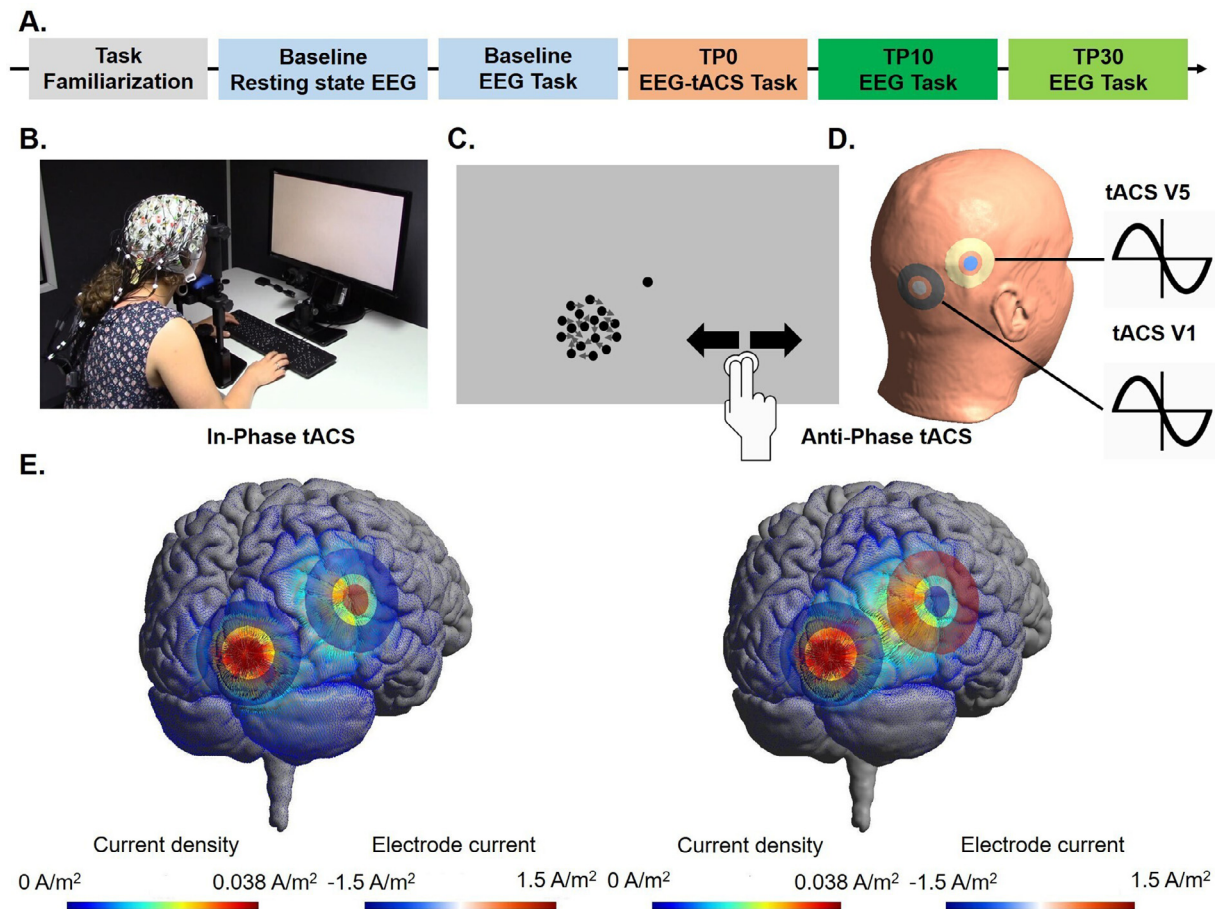 A.
Task
Familiarization
Baseline
Resting state EEG
Baseline
EEG Task
TP0
EEG-tACS Task
TP10
EEG Task
TP30
EEG Task
B.
C.
D.
tACS V5
tACS V1
In-Phase tACS
Anti-Phase tACS
E.
Current density
Electrode current
Current density
Electrode current
0 A/m²
0.038 A/m²
-1.5 A/m²
1.5 A/m²
0 A/m²
0.038 A/m²
-1.5 A/m²
1.5 A/m²